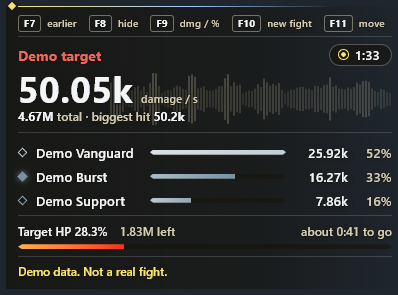 F7 earlier F8 hide F9 dmg / % F10 new fight F11 move
Demo target 1:33
50.05k damage / s
4.67M total · biggest hit 50.2k
Demo Vanguard 25.92k 52%
Demo Burst 16.27k 33%
Demo Support 7.86k 16%
Target HP 28.3% 1.83M left about 0:41 to go
Demo data. Not a real fight.